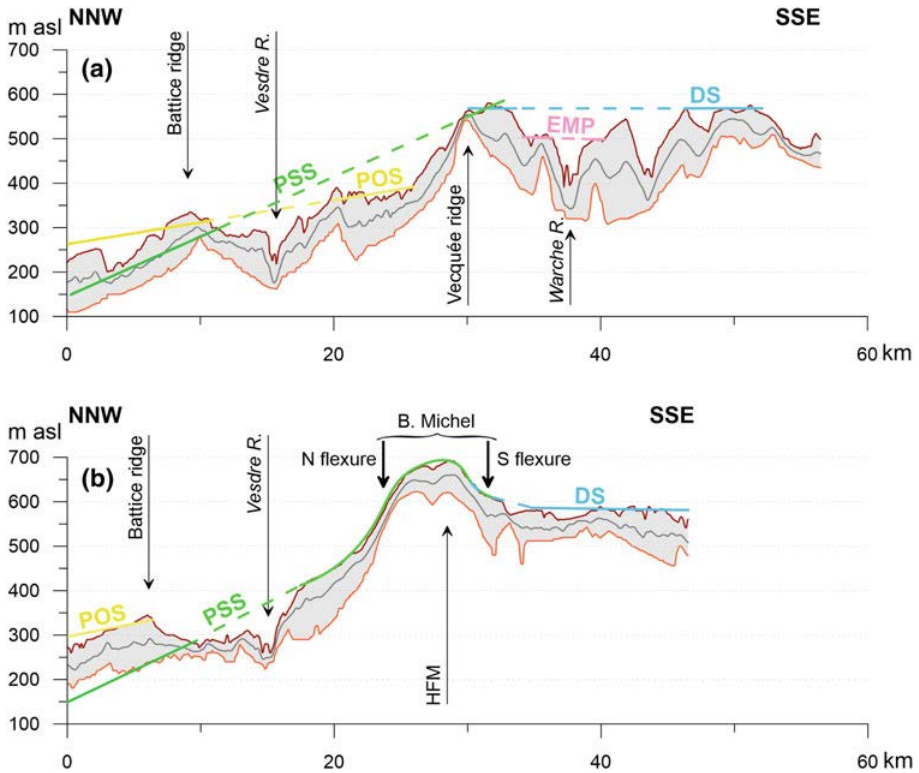 NNW SSE
m asl
700
(a)
Battice ridge
Vesdre R.
600
DS
EMP
500
PSS
POS
400
300
Vecquée ridge
Warche R.
200
100
0 20 40 60 km
NNW SSE
m asl
B. Michel
700
(b)
Battice ridge
Vesdre R.
N flexure S flexure
600
DS
500
400
POS
PSS
300
HFM
200
100
0 20 40 60 km